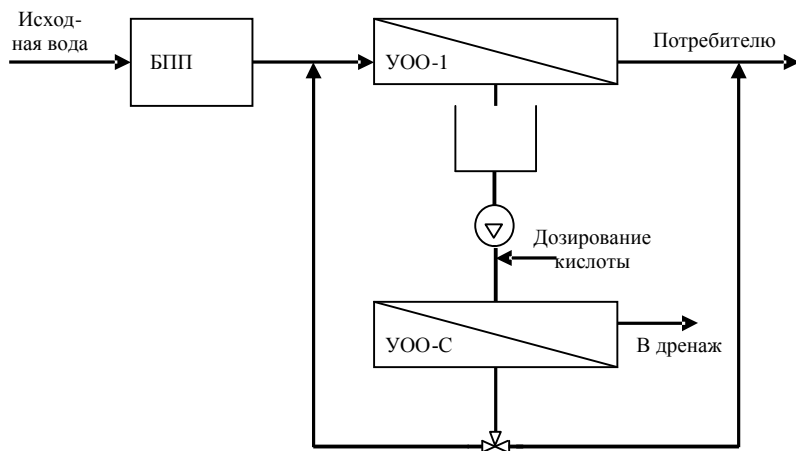 Исход-
ная вода
БПП
УОО-1
Потребителю
Дозирование
кислоты
УОО-С
В дренаж